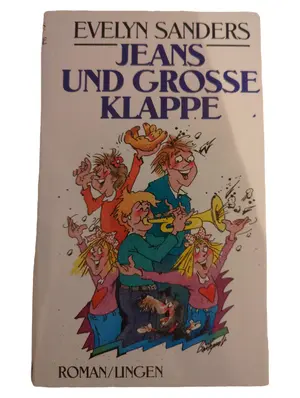 EVELYN SANDERS
JEANS
UND GROSSE
KLAPPE
ROMAN/LINGEN